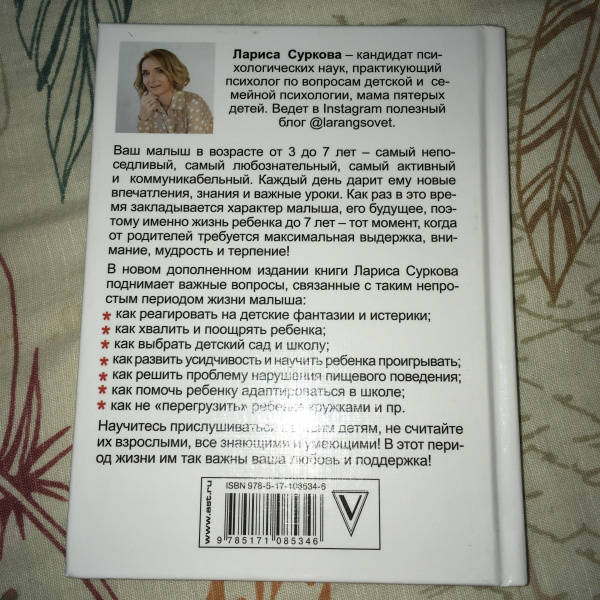 Лариса Суркова – кандидат пси-
хологических наук, практикующий
психолог по вопросам детской и се-
мейной психологии, мама пятерых
детей. Ведет в Instagram полезный
блог @larangsovet.
Ваш малыш в возрасте от 3 до 7 лет – самый непо-
седливый, самый любознательный, самый активный
и коммуникабельный. Каждый день дарит ему новые
впечатления, знания и важные уроки. Как раз в это время
закладывается характер малыша, его будущее, поэ-
тому именно жизнь ребенка до 7 лет – тот момент, когда
от родителей требуется максимальная выдержка, вни-
мание, мудрость и терпение!
В новом дополненном издании книги Лариса Суркова
поднимает важные вопросы, связанные с таким непро-
стым периодом жизни малыша:
* как реагировать на детские фантазии и истерики;
* как хвалить и поощрять ребенка;
* как выбрать детский сад и школу;
* как развить усидчивость и научить ребенка проигрывать;
* как решить проблему нарушения пищевого поведения;
* как помочь ребенку адаптироваться в школе;
* как не «перегрузить» ребенка кружками и пр.
Научитесь прислушиваться к своим детям, не считайте
их взрослыми, все знающими и умеющими! В этот пери-
од жизни им так важны ваша любовь и поддержка!
www.ast.ru
ISBN 978-5-17-108534-6
9 785171 085346